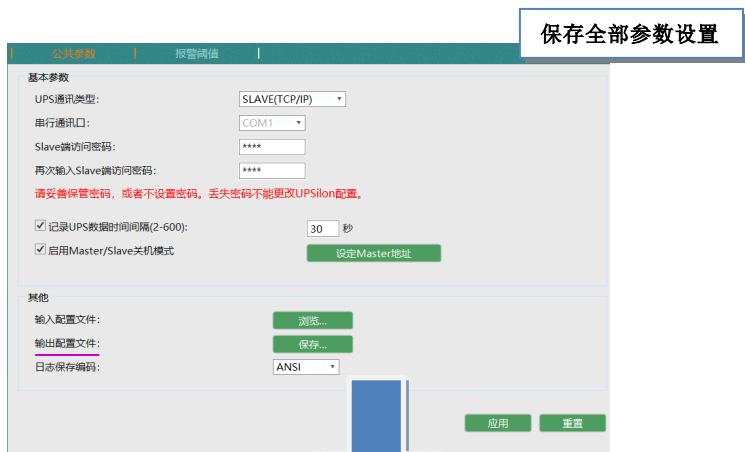 保存全部参数设置
公共参数 报警阈值
基本参数
UPS通讯类型: SLAVE(TCP/IP)
串行通讯口: COM1
Slave端访问密码: ****
再次输入Slave端访问密码: ****
请妥善保管密码，或者不设置密码。丢失密码不能更改UPSilon配置。
记录UPS数据时间间隔(2-600): 30 秒
启用Master/Slave关机模式 设定Master地址
其他
输入配置文件: 浏览...
输出配置文件: 保存...
日志保存编码: ANSI
应用 重置